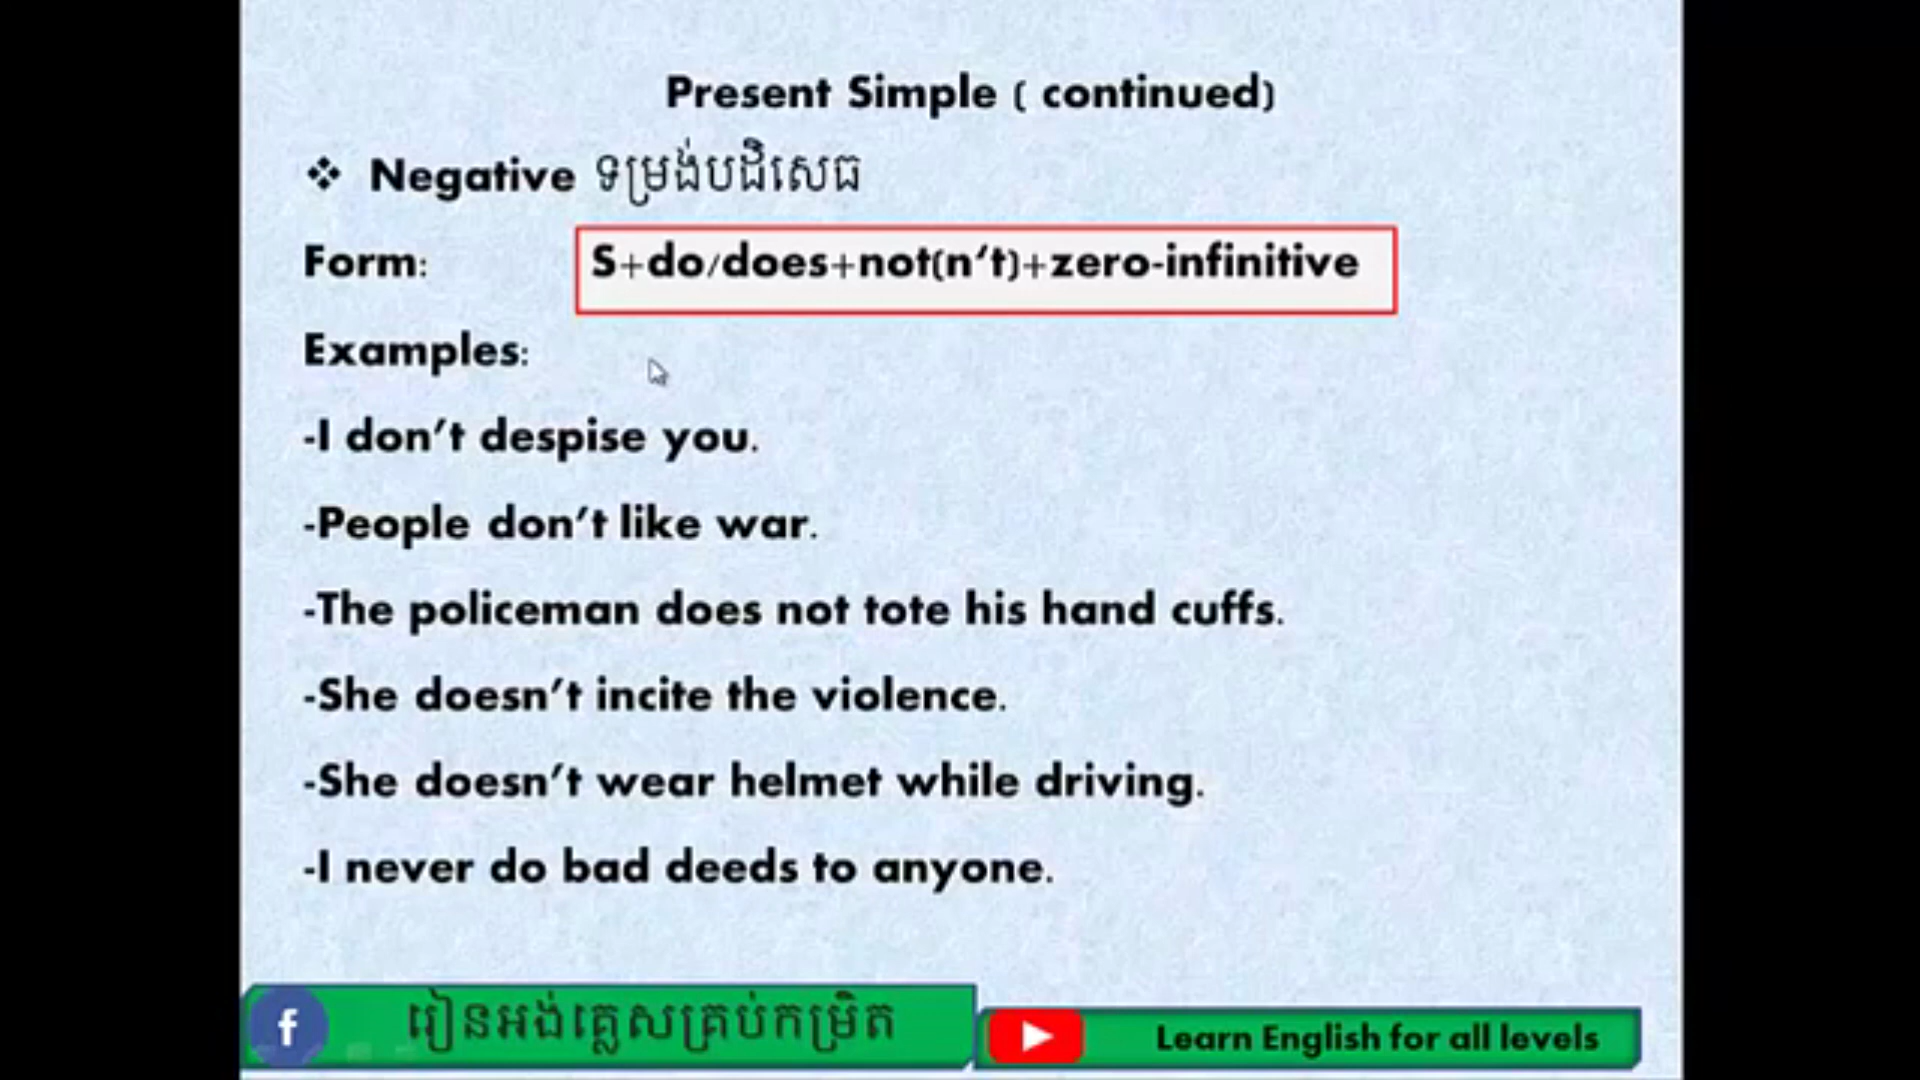 Present Simple ( continued)
❖ Negative ទម្រង់បដិសេធ
Form: S+do/does+not(n‘t)+zero-infinitive
Examples:
-I don’t despise you.
-People don’t like war.
-The policeman does not tote his hand cuffs.
-She doesn’t incite the violence.
-She doesn’t wear helmet while driving.
-I never do bad deeds to anyone.
រៀនអង់គ្លេសគ្រប់កម្រិត
Learn English for all levels